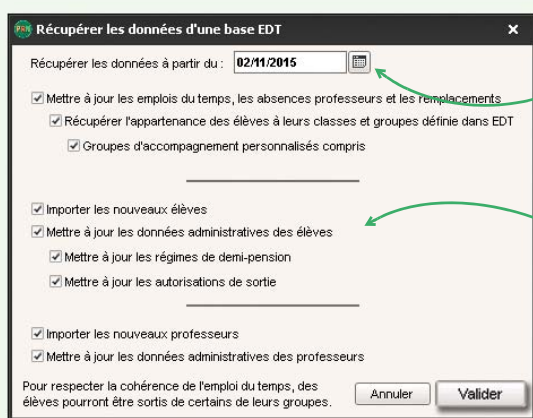 PRN Récupérer les données d'une base EDT
Récupérer les données à partir du : 02/11/2015
Mettre à jour les emplois du temps, les absences professeurs et les remplacements
Récupérer l'appartenance des élèves à leurs classes et groupes définie dans EDT
Groupes d'accompagnement personnalisés compris
Importer les nouveaux élèves
Mettre à jour les données administratives des élèves
Mettre à jour les régimes de demi-pension
Mettre à jour les autorisations de sortie
Importer les nouveaux professeurs
Mettre à jour les données administratives des professeurs
Pour respecter la cohérence de l'emploi du temps, des
élèves pourront être sortis de certains de leurs groupes.
Annuler Valider